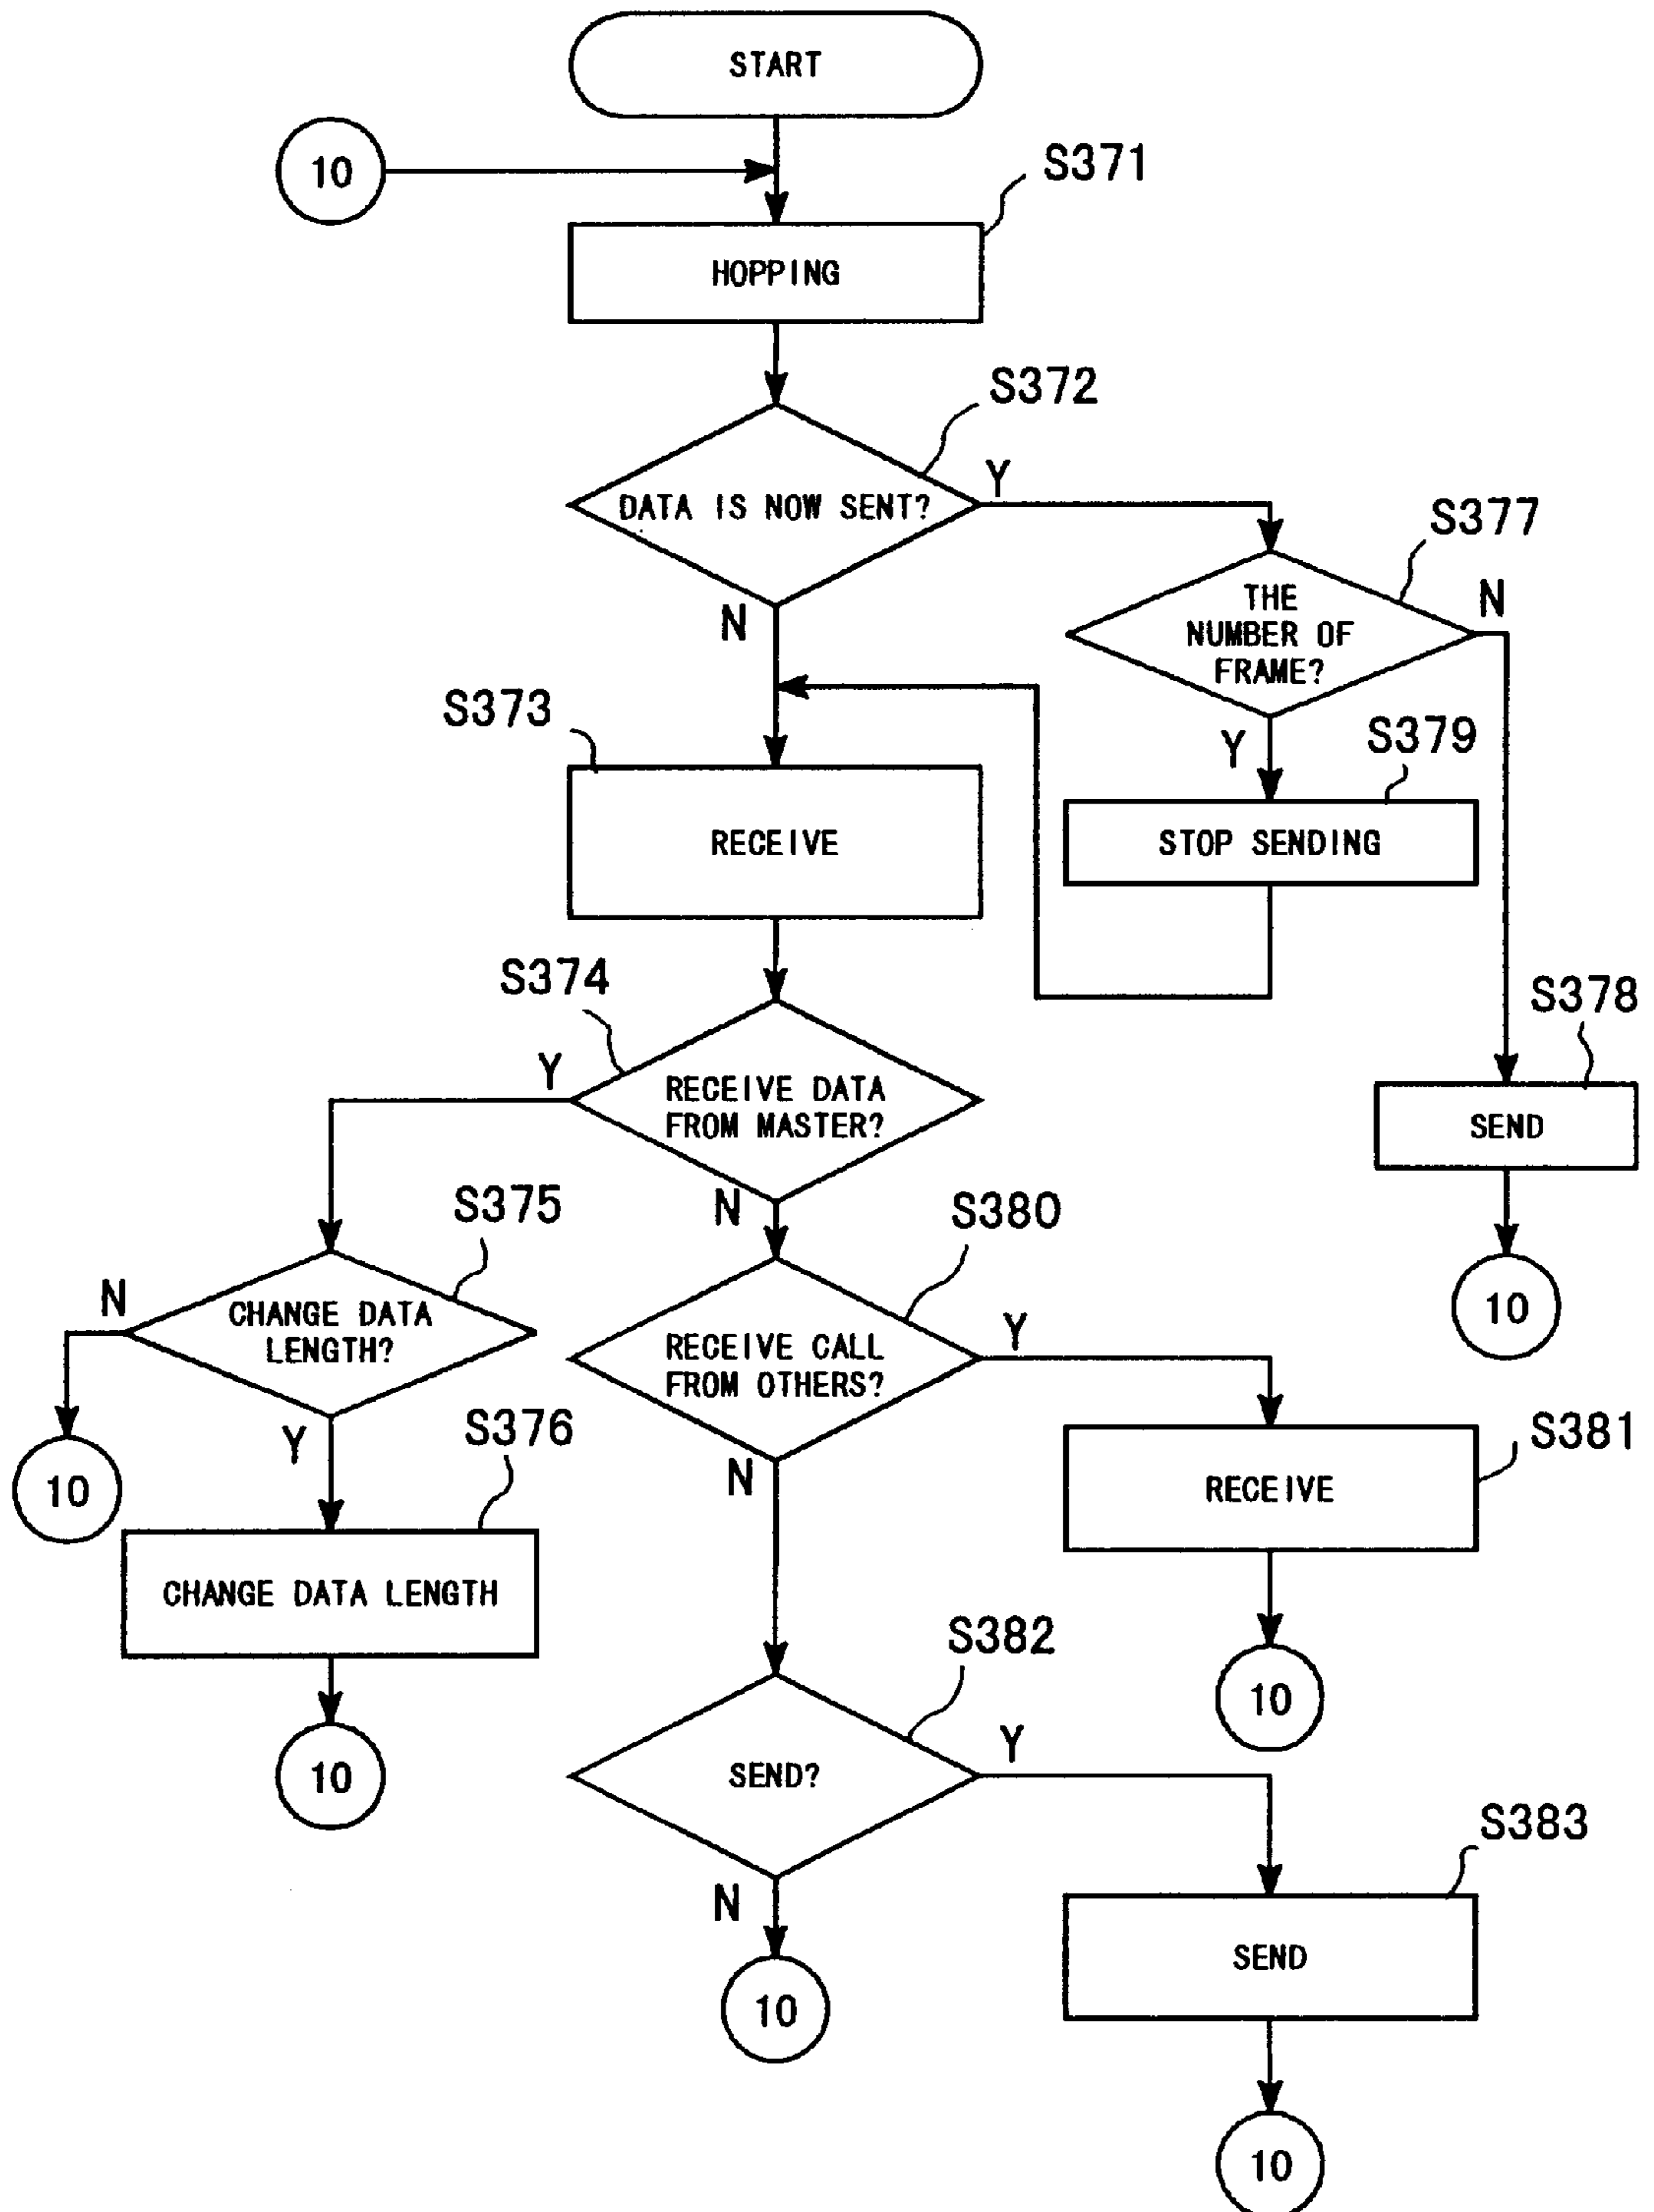 START
10
S371
HOPPING
S372
DATA IS NOW SENT?
Y
N
S377
THE
NUMBER OF
FRAME?
N
Y
S373
S379
RECEIVE
STOP SENDING
S374
S378
Y
RECEIVE DATA
FROM MASTER?
N
SEND
10
S375
S380
N
CHANGE DATA
LENGTH?
Y
10
RECEIVE CALL
FROM OTHERS?
Y
N
S376
S381
CHANGE DATA LENGTH
RECEIVE
10
10
S382
SEND?
Y
N
S383
SEND
10
10